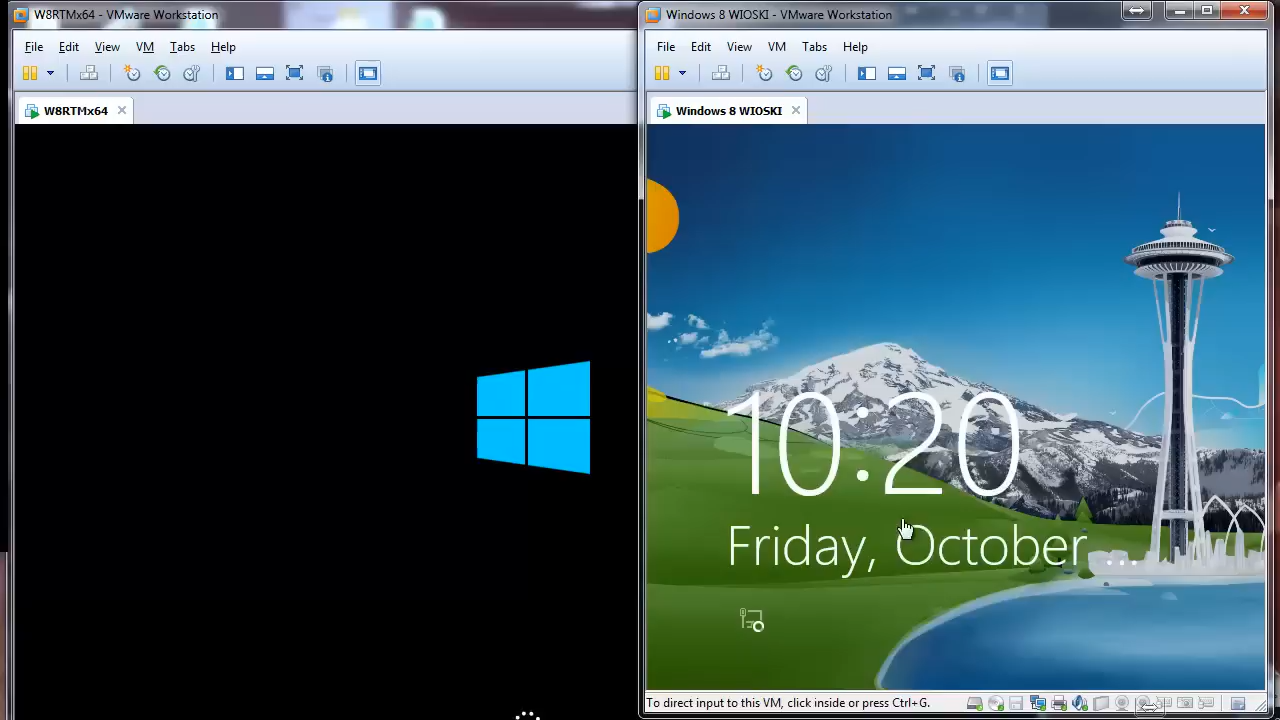 W8RTMx64 - VMware Workstation
File Edit View VM Tabs Help
W8RTMx64
Windows 8 WIOSKI - VMware Workstation
File Edit View VM Tabs Help
Windows 8 WIOSKI
10:20
Friday, October ...
To direct input to this VM, click inside or press Ctrl+G.